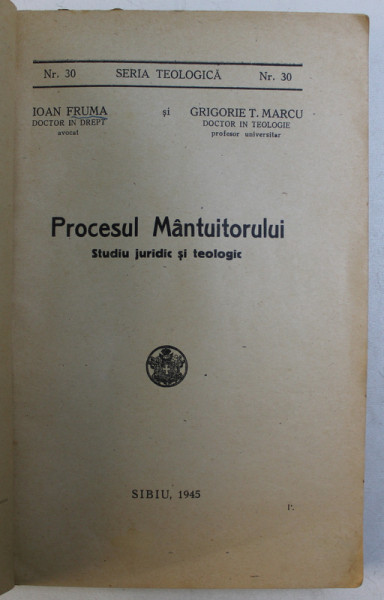 Nr. 30 SERIA TEOLOGICĂ Nr. 30
IOAN FRUMA și GRIGORIE T. MARCU
DOCTOR IN DREPT DOCTOR IN TEOLOGIE
avocat profesor universitar
Procesul Mântuitorului
Studiu juridic și teologic
SIBIU, 1945